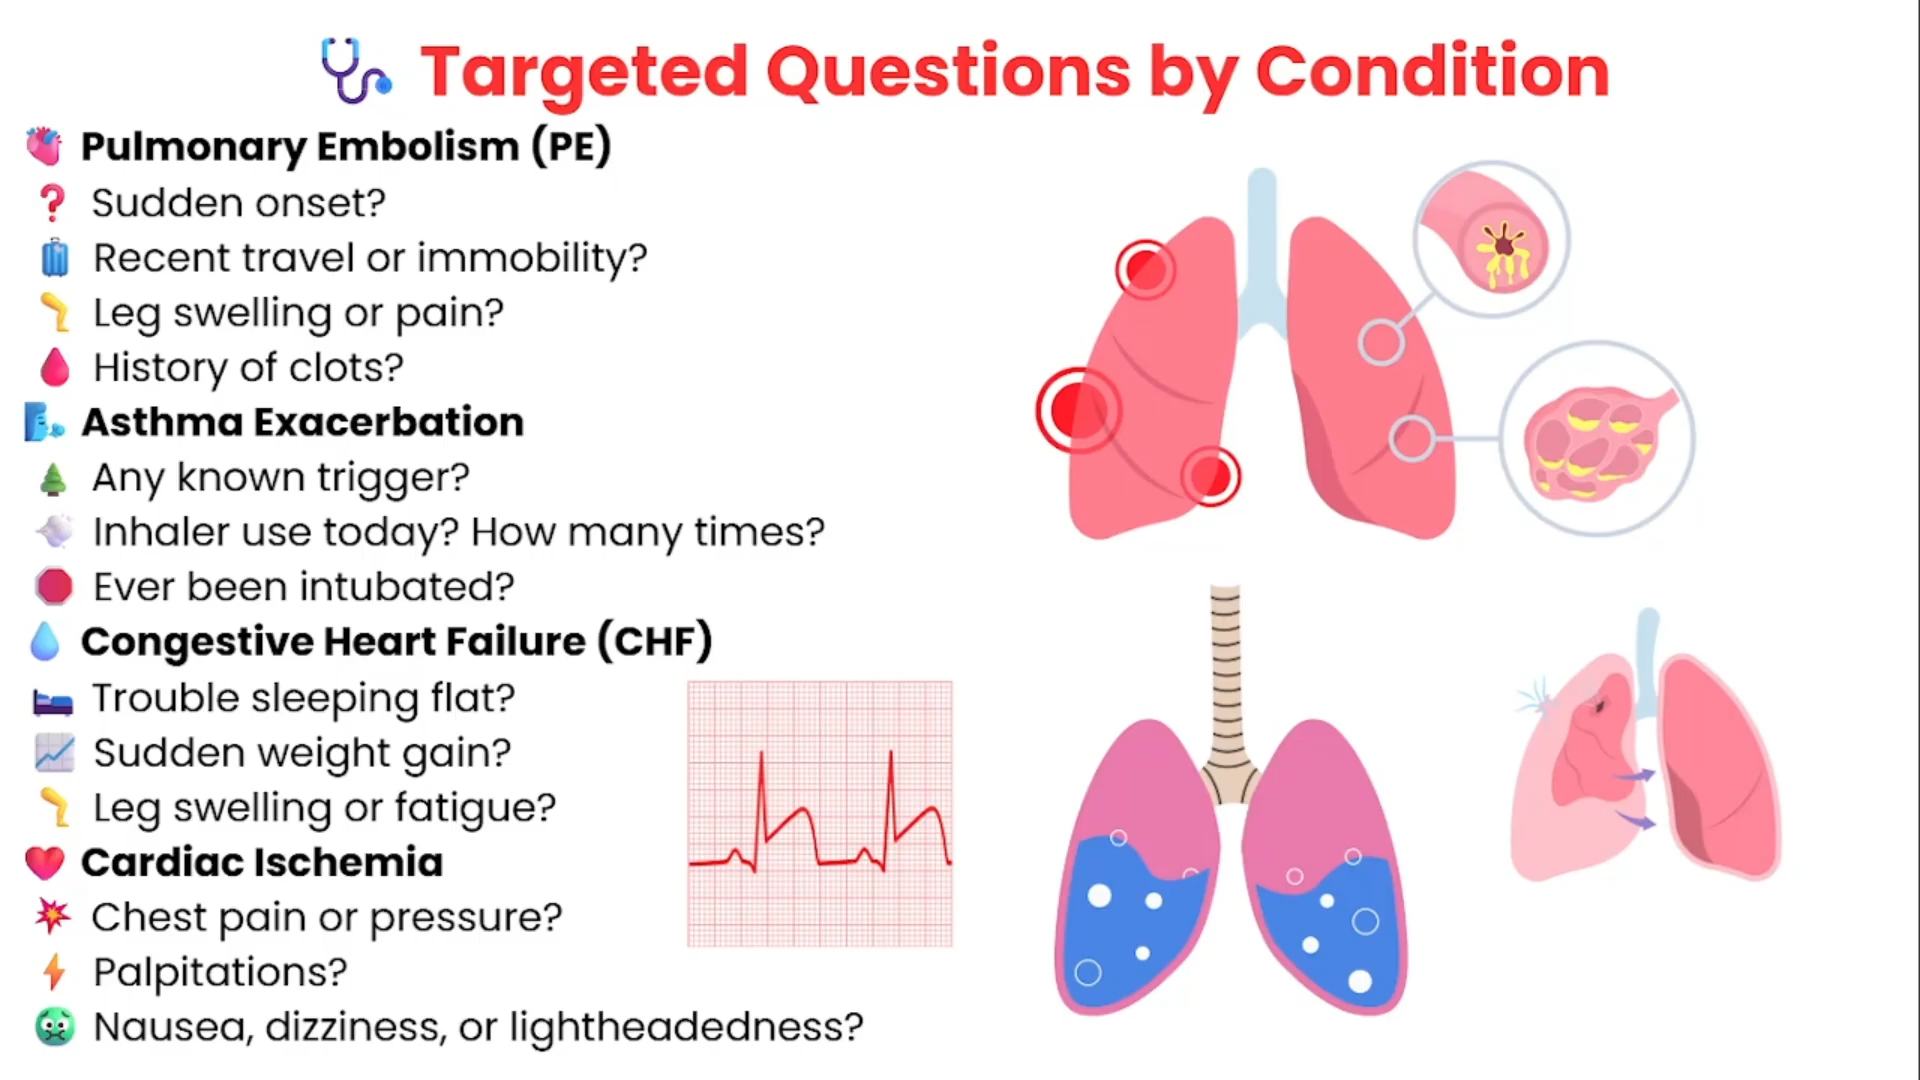 Targeted Questions by Condition
Pulmonary Embolism (PE)
Sudden onset?
Recent travel or immobility?
Leg swelling or pain?
History of clots?
Asthma Exacerbation
Any known trigger?
Inhaler use today? How many times?
Ever been intubated?
Congestive Heart Failure (CHF)
Trouble sleeping flat?
Sudden weight gain?
Leg swelling or fatigue?
Cardiac Ischemia
Chest pain or pressure?
Palpitations?
Nausea, dizziness, or lightheadedness?